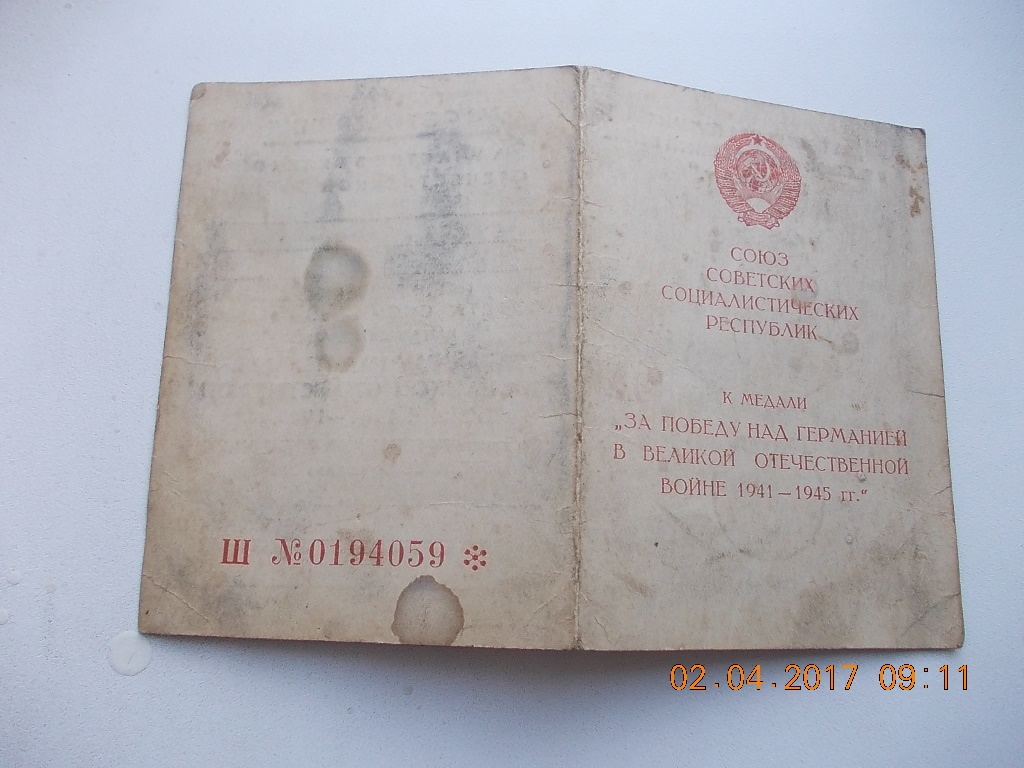 Ш №0194059
СОЮЗ
СОВЕТСКИХ
СОЦИАЛИСТИЧЕСКИХ
РЕСПУБЛИК
К МЕДАЛИ
„ЗА ПОБЕДУ НАД ГЕРМАНИЕЙ
В ВЕЛИКОЙ ОТЕЧЕСТВЕННОЙ
ВОЙНЕ 1941—1945 гг.“
02.04.2017 09:11